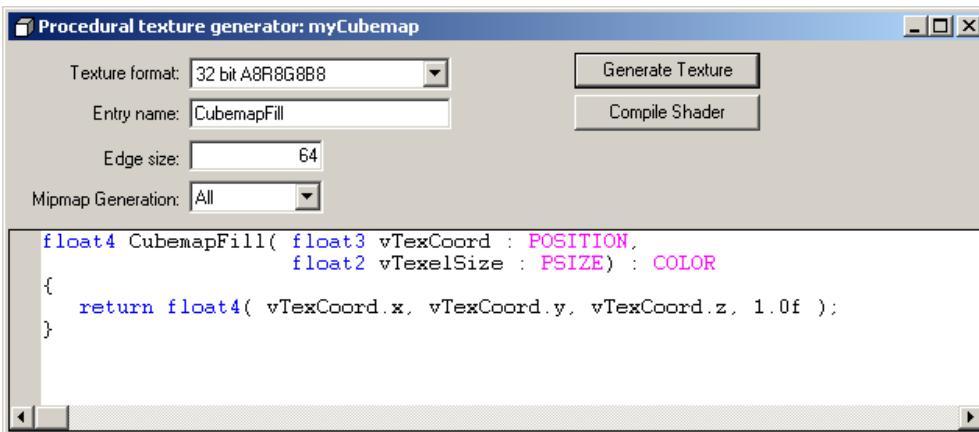 Procedural texture generator: myCubemap
Texture format: 32 bit A8R8G8B8 Generate Texture
Entry name: CubemapFill Compile Shader
Edge size: 64
Mipmap Generation: All
float4 CubemapFill( float3 vTexCoord : POSITION,
float2 vTexelSize : PSIZE) : COLOR
{
return float4( vTexCoord.x, vTexCoord.y, vTexCoord.z, 1.0f );
}